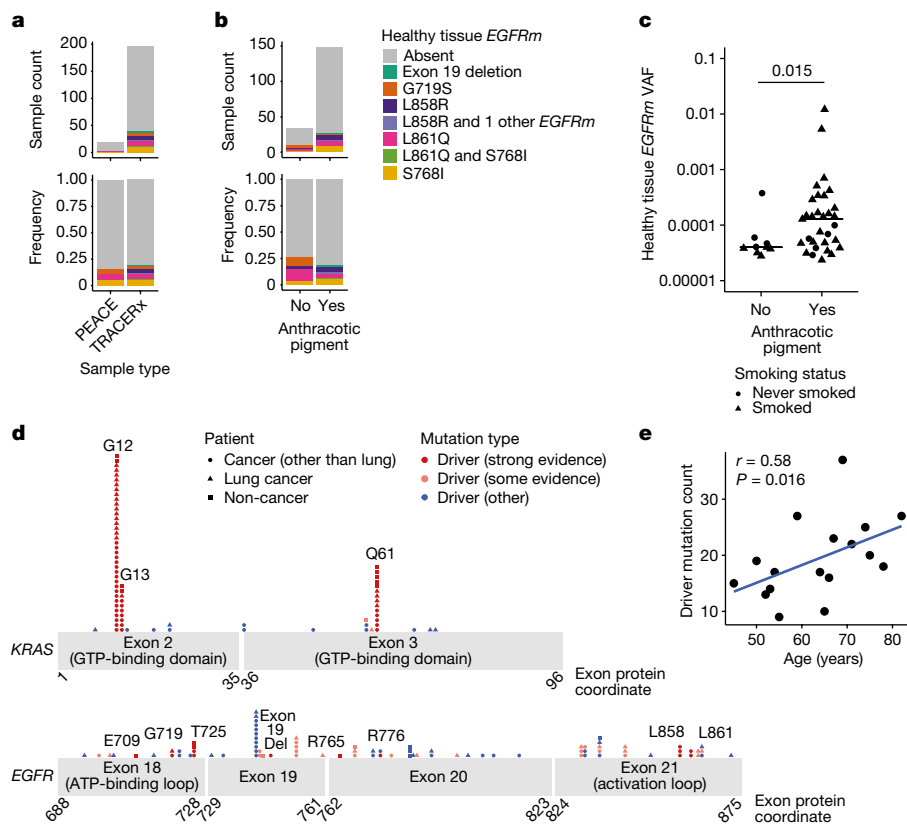 a
Sample count
200
150
100
50
0
Frequency
1.00
0.75
0.50
0.25
0
PEACE
TRACERx
Sample type
b
Sample count
150
100
50
0
Frequency
1.00
0.75
0.50
0.25
0
No Yes
Anthracotic
pigment
Healthy tissue EGFRm
Absent
Exon 19 deletion
G719S
L858R
L858R and 1 other EGFRm
L861Q
L861Q and S768I
S768I
c
Healthy tissue EGFRm VAF
0.1
0.01
0.001
0.0001
0.00001
0.015
No Yes
Anthracotic
pigment
Smoking status
Never smoked
Smoked
d
Patient
Cancer (other than lung)
Lung cancer
Non-cancer
Mutation type
Driver (strong evidence)
Driver (some evidence)
Driver (other)
G12
G13
Q61
KRAS
Exon 2
(GTP-binding domain)
Exon 3
(GTP-binding domain)
1
35
36
96
Exon protein
coordinate
E709
G719
T725
Exon
19
Del
R765
R776
L858
L861
EGFR
Exon 18
(ATP-binding loop)
Exon 19
Exon 20
Exon 21
(activation loop)
688
728
729
761
762
823
824
875
Exon protein
coordinate
e
r = 0.58
P = 0.016
Driver mutation count
30
20
10
50 60 70 80
Age (years)